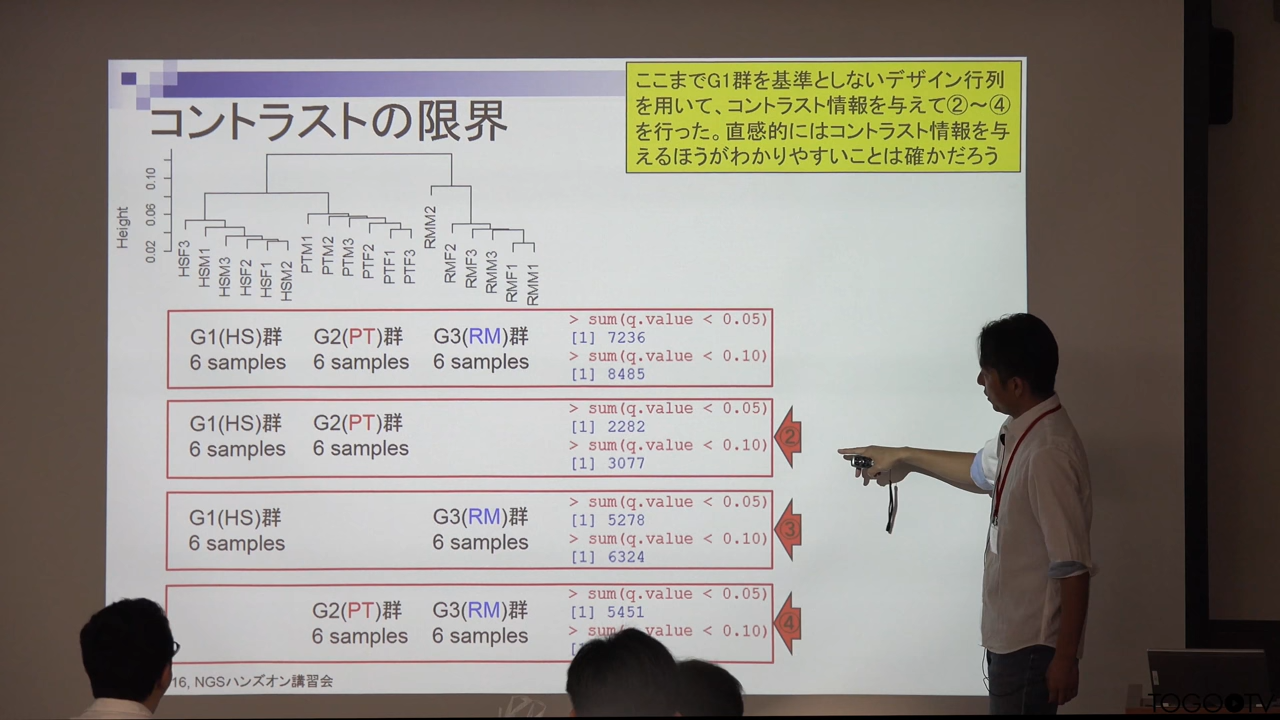 コントラストの限界
ここまでG1群を基準としないデザイン行列
を用いて、コントラスト情報を与えて②～④
を行った。直感的にはコントラスト情報を与
えるほうがわかりやすいことは確かだろう
Height
0.02 0.06 0.10
HSF3
HSM1
HSM3
HSF2
HSF1
HSM2
PTM1
PTM2
PTM3
PTF2
PTF1
PTF3
RMM2
RMF2
RMF3
RMM3
RMF1
RMM1
G1(HS)群 G2(PT)群 G3(RM)群
6 samples 6 samples 6 samples
> sum(q.value < 0.05)
[1] 7236
> sum(q.value < 0.10)
[1] 8485
G1(HS)群 G2(PT)群
6 samples 6 samples
> sum(q.value < 0.05)
[1] 2282
> sum(q.value < 0.10)
[1] 3077
②
G1(HS)群 G3(RM)群
6 samples 6 samples
> sum(q.value < 0.05)
[1] 5278
> sum(q.value < 0.10)
[1] 6324
③
G2(PT)群 G3(RM)群
6 samples 6 samples
> sum(q.value < 0.05)
[1] 5451
> sum(q.value < 0.10)
④
16, NGSハンズオン講習会
TOGOTV